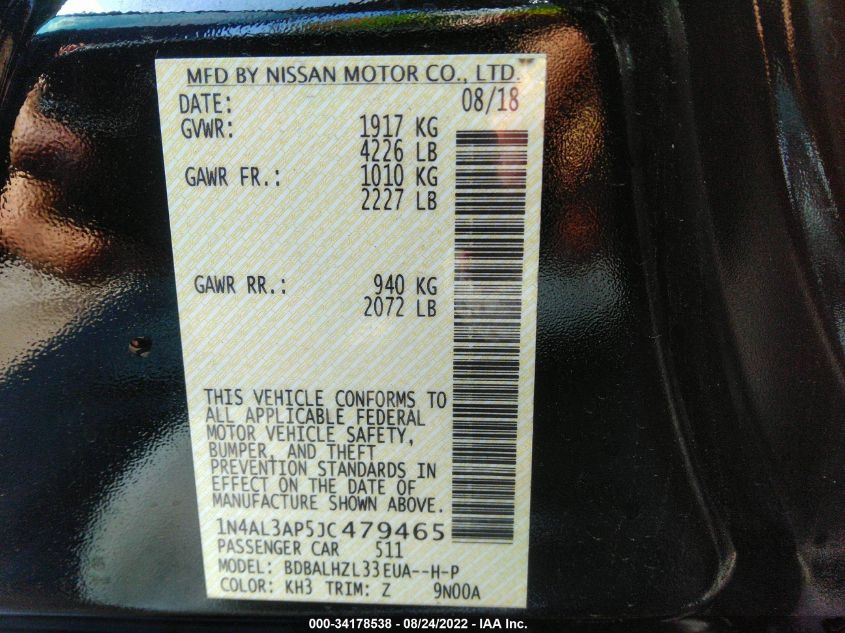 MFD BY NISSAN MOTOR CO., LTD.
DATE: 08/18
GVWR: 1917 KG
4226 LB
GAWR FR.: 1010 KG
2227 LB
GAWR RR.: 940 KG
2072 LB
THIS VEHICLE CONFORMS TO
ALL APPLICABLE FEDERAL
MOTOR VEHICLE SAFETY,
BUMPER, AND THEFT
PREVENTION STANDARDS IN
EFFECT ON THE DATE OF
MANUFACTURE SHOWN ABOVE.
1N4AL3AP5JC479465
PASSENGER CAR 511
MODEL: BDBALHZL33EUA--H-P
COLOR: KH3 TRIM: Z 9N00A
000-34178538 - 08/24/2022 - IAA Inc.